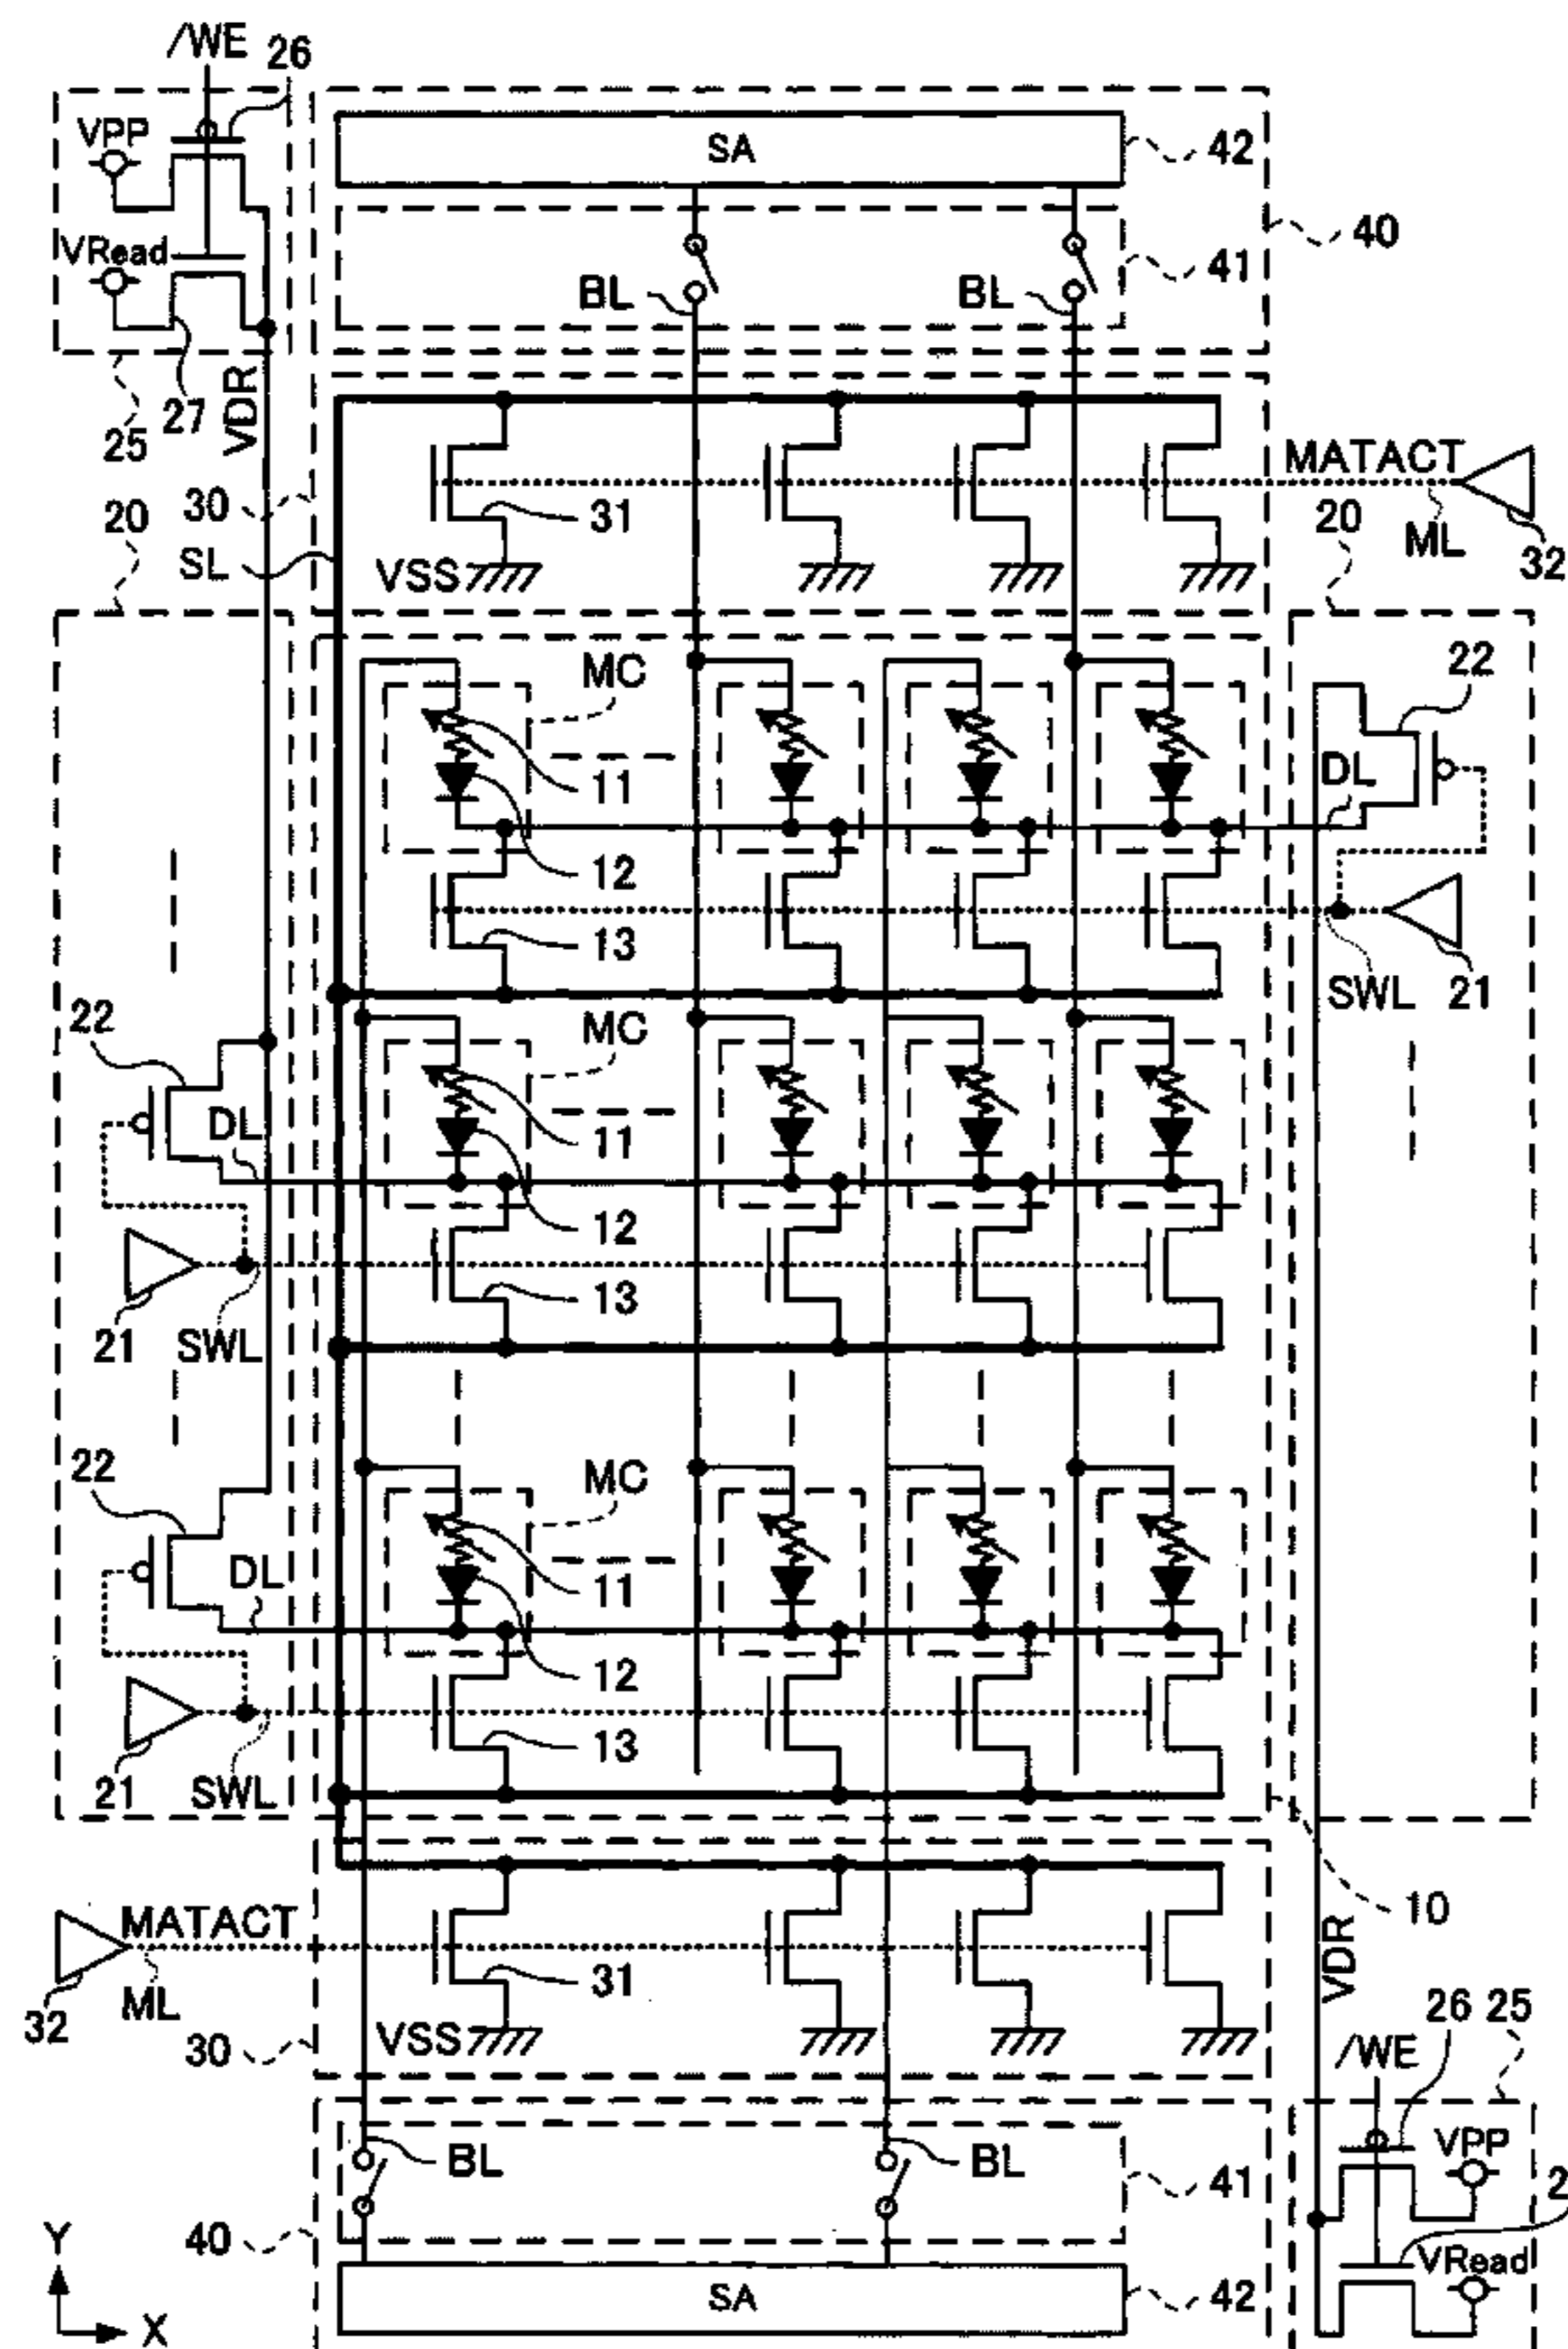 /WE 26
VPP
SA
42
40
VRead
41
BL
BL
27
25
VDR
MATACT
30
20
31
20
ML
SL
VSS
32
MC
22
11
DL
12
13
SWL
21
22
MC
DL
11
12
13
21
SWL
22
MC
DL
11
12
13
21
SWL
10
MATACT
VDR
31
ML
32
26 25
30
VSS
/WE
BL
BL
VPP
41
2
40
VRead
Y
SA
42
X